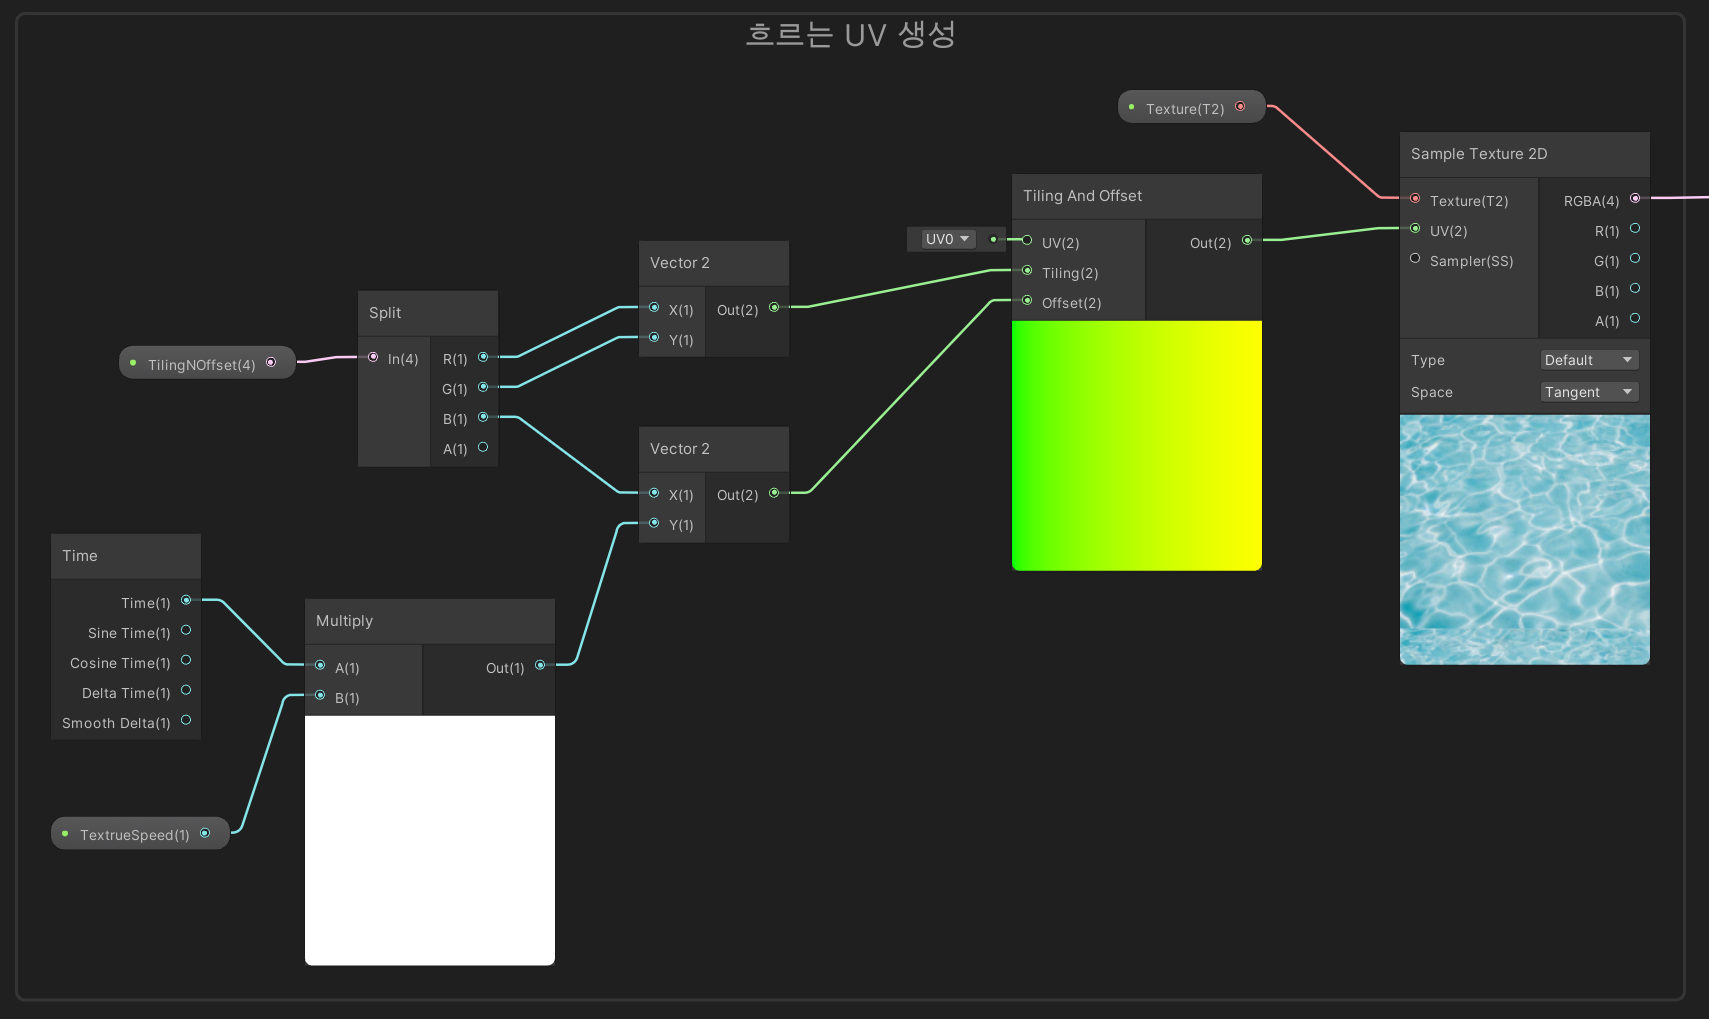 흐르는 UV 생성
Texture(T2)
Sample Texture 2D
Texture(T2)
RGBA(4)
UV(2)
R(1)
Sampler(SS)
G(1)
B(1)
A(1)
Type
Default
Space
Tangent
Tiling And Offset
UV0
UV(2)
Out(2)
Tiling(2)
Offset(2)
Vector 2
X(1)
Out(2)
Y(1)
Split
In(4)
R(1)
G(1)
B(1)
A(1)
TilingNOffset(4)
Vector 2
X(1)
Out(2)
Y(1)
Time
Time(1)
Sine Time(1)
Cosine Time(1)
Delta Time(1)
Smooth Delta(1)
Multiply
A(1)
Out(1)
B(1)
TextrueSpeed(1)